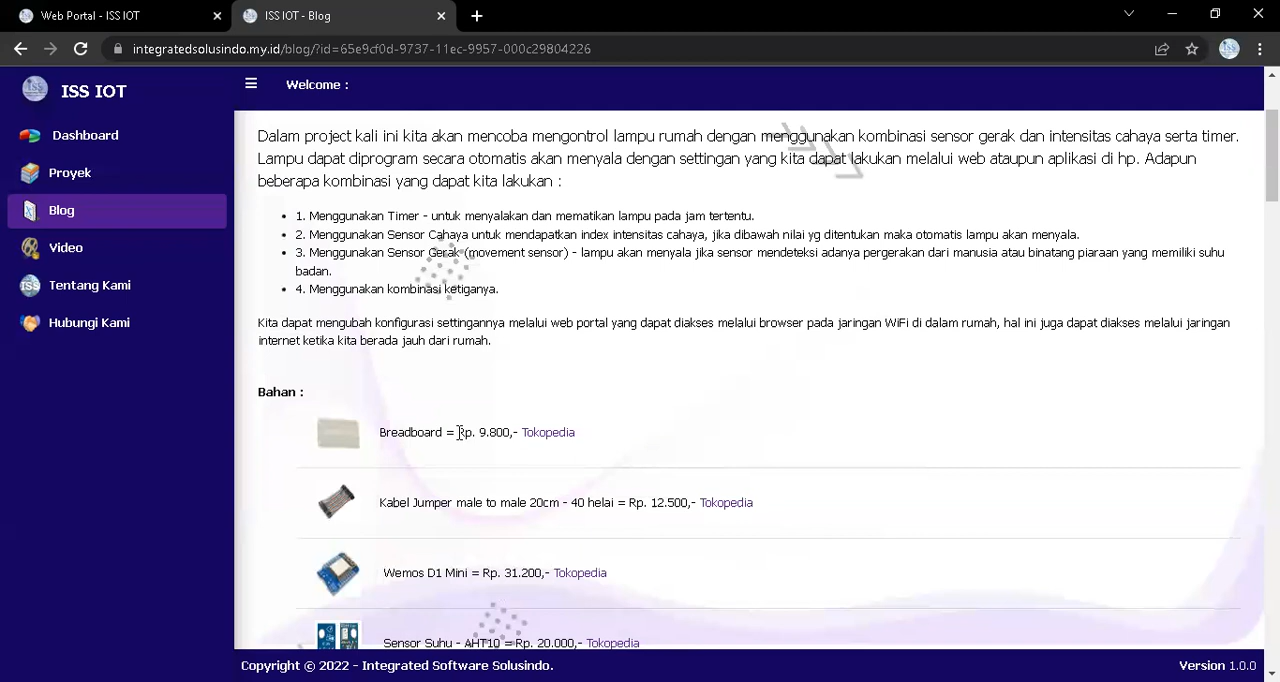 Web Portal - ISS IOT
ISS IOT - Blog
integratedsolusindo.my.id/blog/?id=65e9cf0d-9737-11ec-9957-000c29804226
ISS IOT
Welcome :
Dashboard
Proyek
Blog
Video
Tentang Kami
Hubungi Kami
Dalam project kali ini kita akan mencoba mengontrol lampu rumah dengan menggunakan kombinasi sensor gerak dan intensitas cahaya serta timer.
Lampu dapat diprogram secara otomatis akan menyala dengan settingan yang kita dapat lakukan melalui web ataupun aplikasi di hp. Adapun
beberapa kombinasi yang dapat kita lakukan :
• 1. Menggunakan Timer - untuk menyalakan dan mematikan lampu pada jam tertentu.
• 2. Menggunakan Sensor Cahaya untuk mendapatkan index intensitas cahaya, jika dibawah nilai yg ditentukan maka otomatis lampu akan menyala.
• 3. Menggunakan Sensor Gerak (movement sensor) - lampu akan menyala jika sensor mendeteksi adanya pergerakan dari manusia atau binatang piaraan yang memiliki suhu
badan.
• 4. Menggunakan kombinasi ketiganya.
Kita dapat mengubah konfigurasi settingannya melalui web portal yang dapat diakses melalui browser pada jaringan WiFi di dalam rumah, hal ini juga dapat diakses melalui jaringan
internet ketika kita berada jauh dari rumah.
Bahan :
Breadboard = Rp. 9.800,- Tokopedia
Kabel Jumper male to male 20cm - 40 helai = Rp. 12.500,- Tokopedia
Wemos D1 Mini = Rp. 31.200,- Tokopedia
Sensor Suhu - AHT10 = Rp. 20.000,- Tokopedia
Copyright © 2022 - Integrated Software Solusindo.
Version 1.0.0